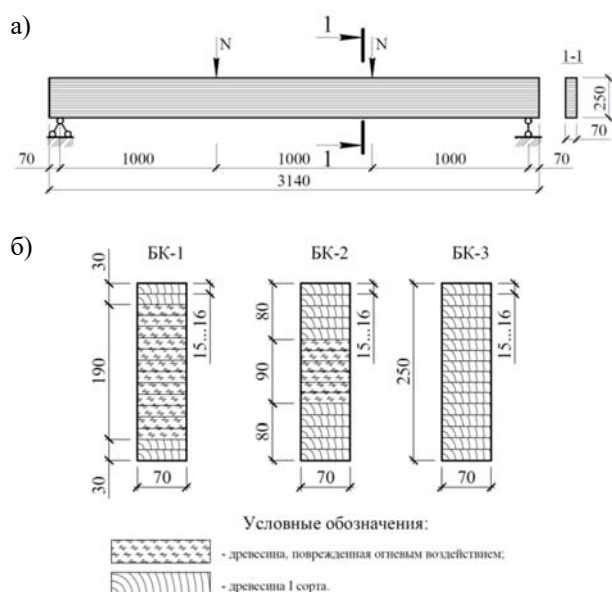 а)
N
1
N
1-1
250
70
1
70
1000
1000
1000
70
3140
б)
БК-1
БК-2
БК-3
30
190
30
15...16
70
80
90
80
15...16
70
250
15...16
70
Условные обозначения:
- древесина, поврежденная огневым воздействием;
- древесина I сорта.